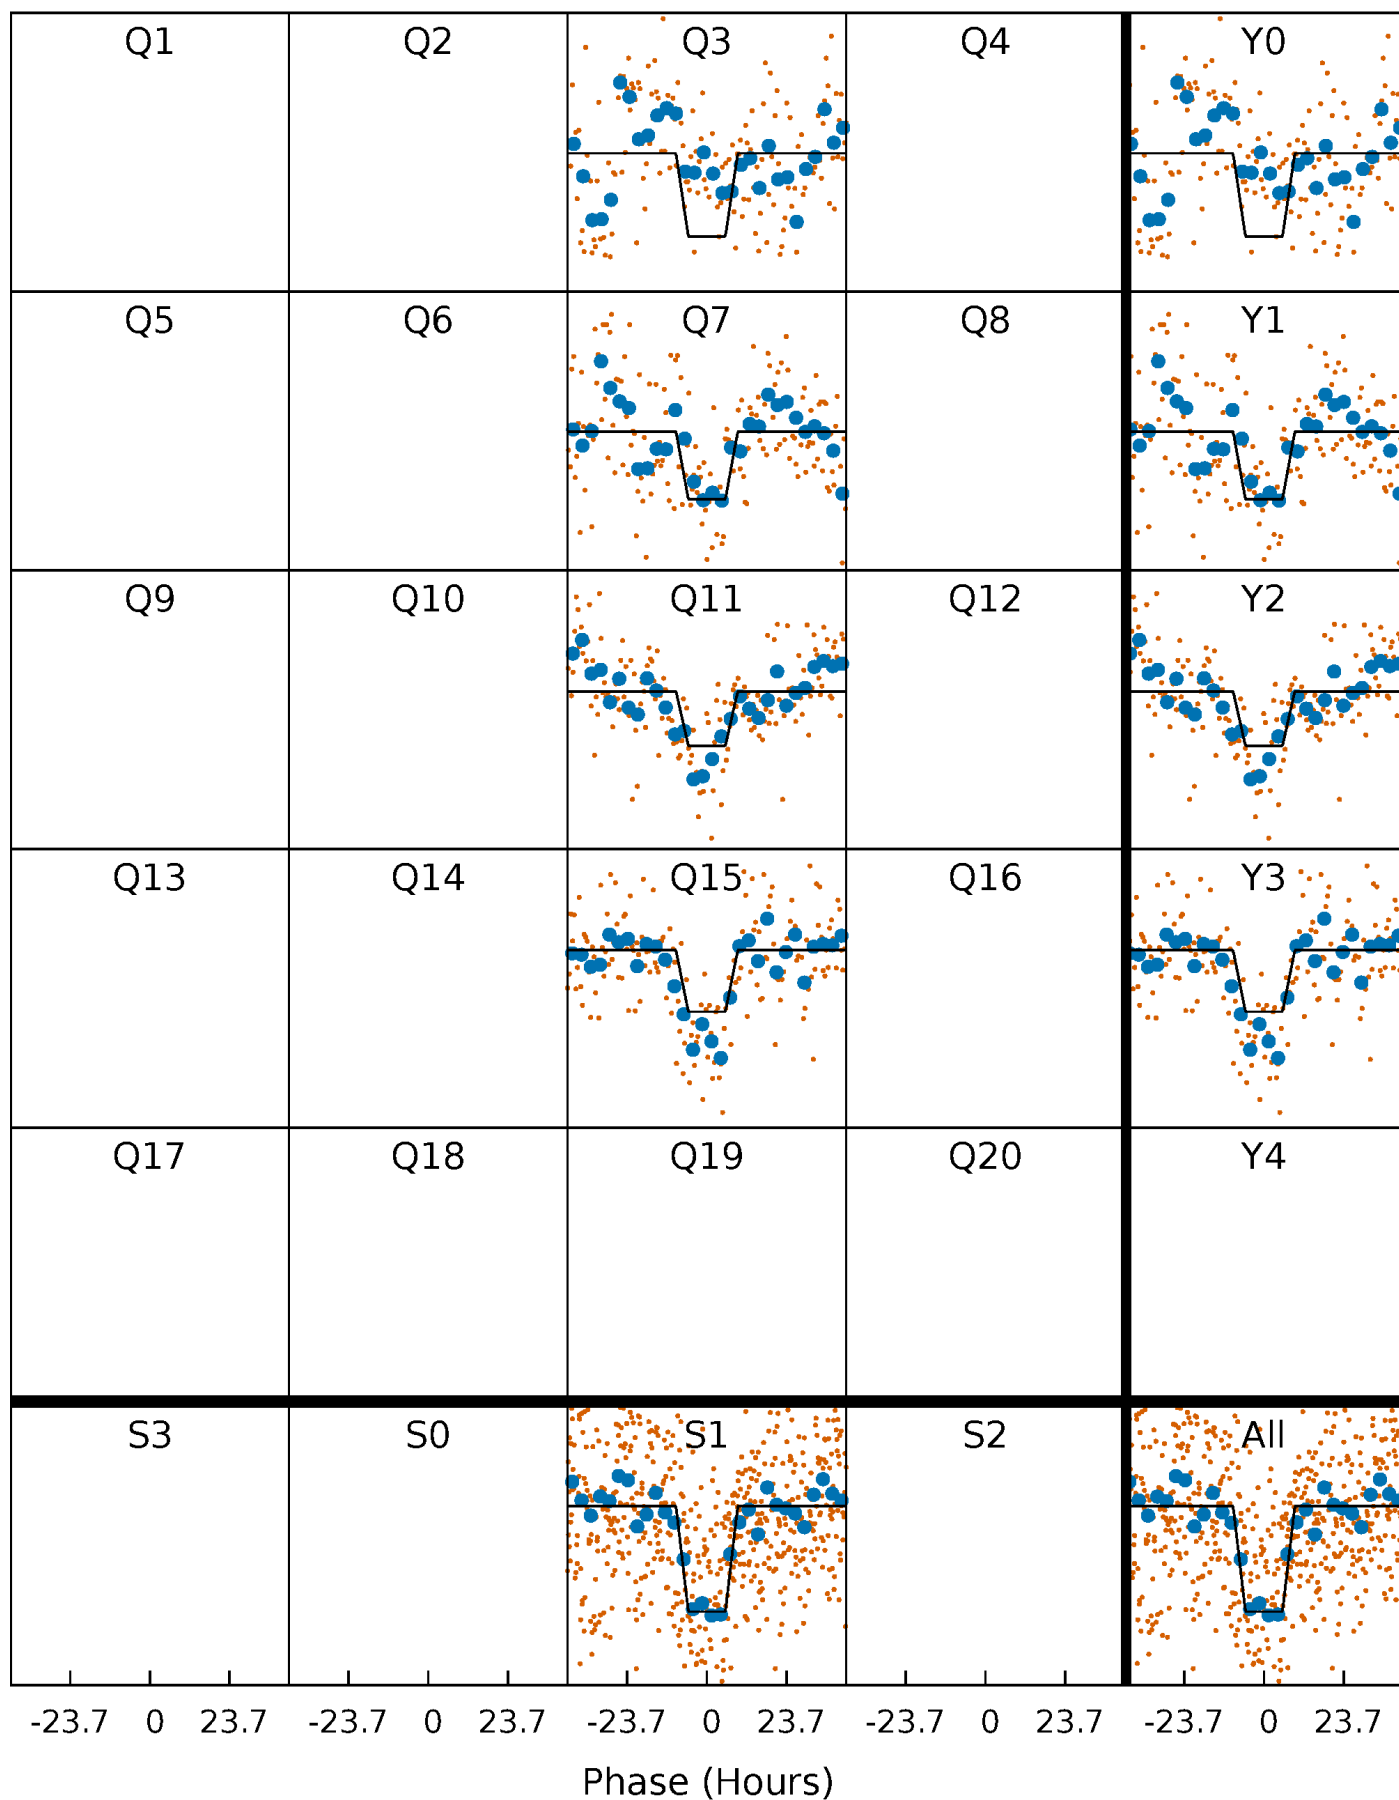 Q1 Q2 Q3 Q4 Y0
Q5 Q6 Q7 Q8 Y1
Q9 Q10 Q11 Q12 Y2
Q13 Q14 Q15 Q16 Y3
Q17 Q18 Q19 Q20 Y4
S3 S0 S1 S2 All
-23.7 0 23.7 -23.7 0 23.7 -23.7 0 23.7 -23.7 0 23.7 -23.7 0 23.7
Phase (Hours)